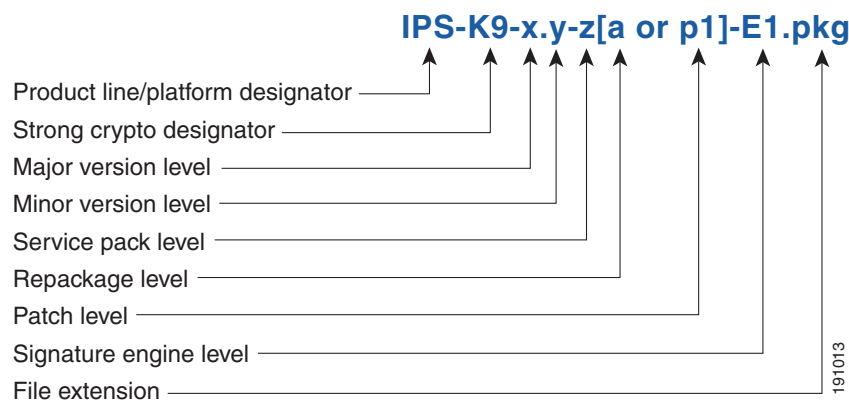 IPS-K9-x.y-z[a or p1]-E1.pkg
Product line/platform designator
Strong crypto designator
Major version level
Minor version level
Service pack level
Repackage level
Patch level
Signature engine level
File extension
191013